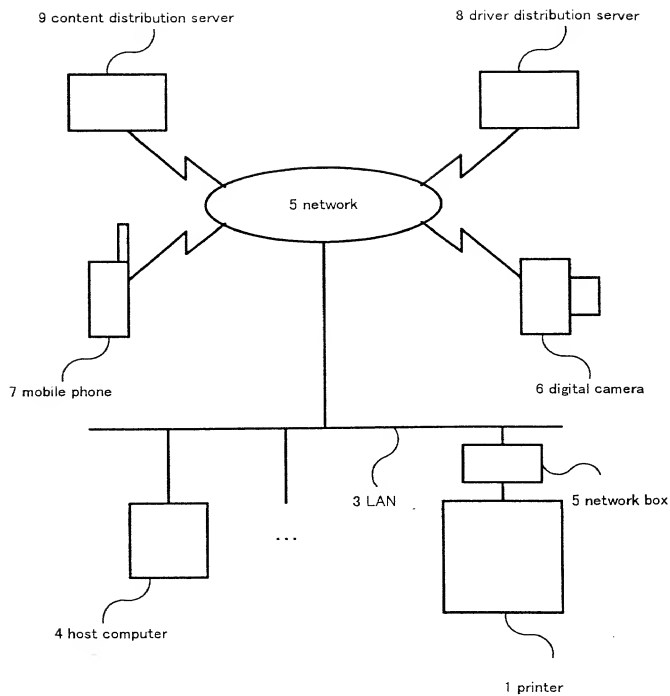 9 content distribution server
8 driver distribution server
5 network
7 mobile phone
6 digital camera
3 LAN
5 network box
...
4 host computer
1 printer